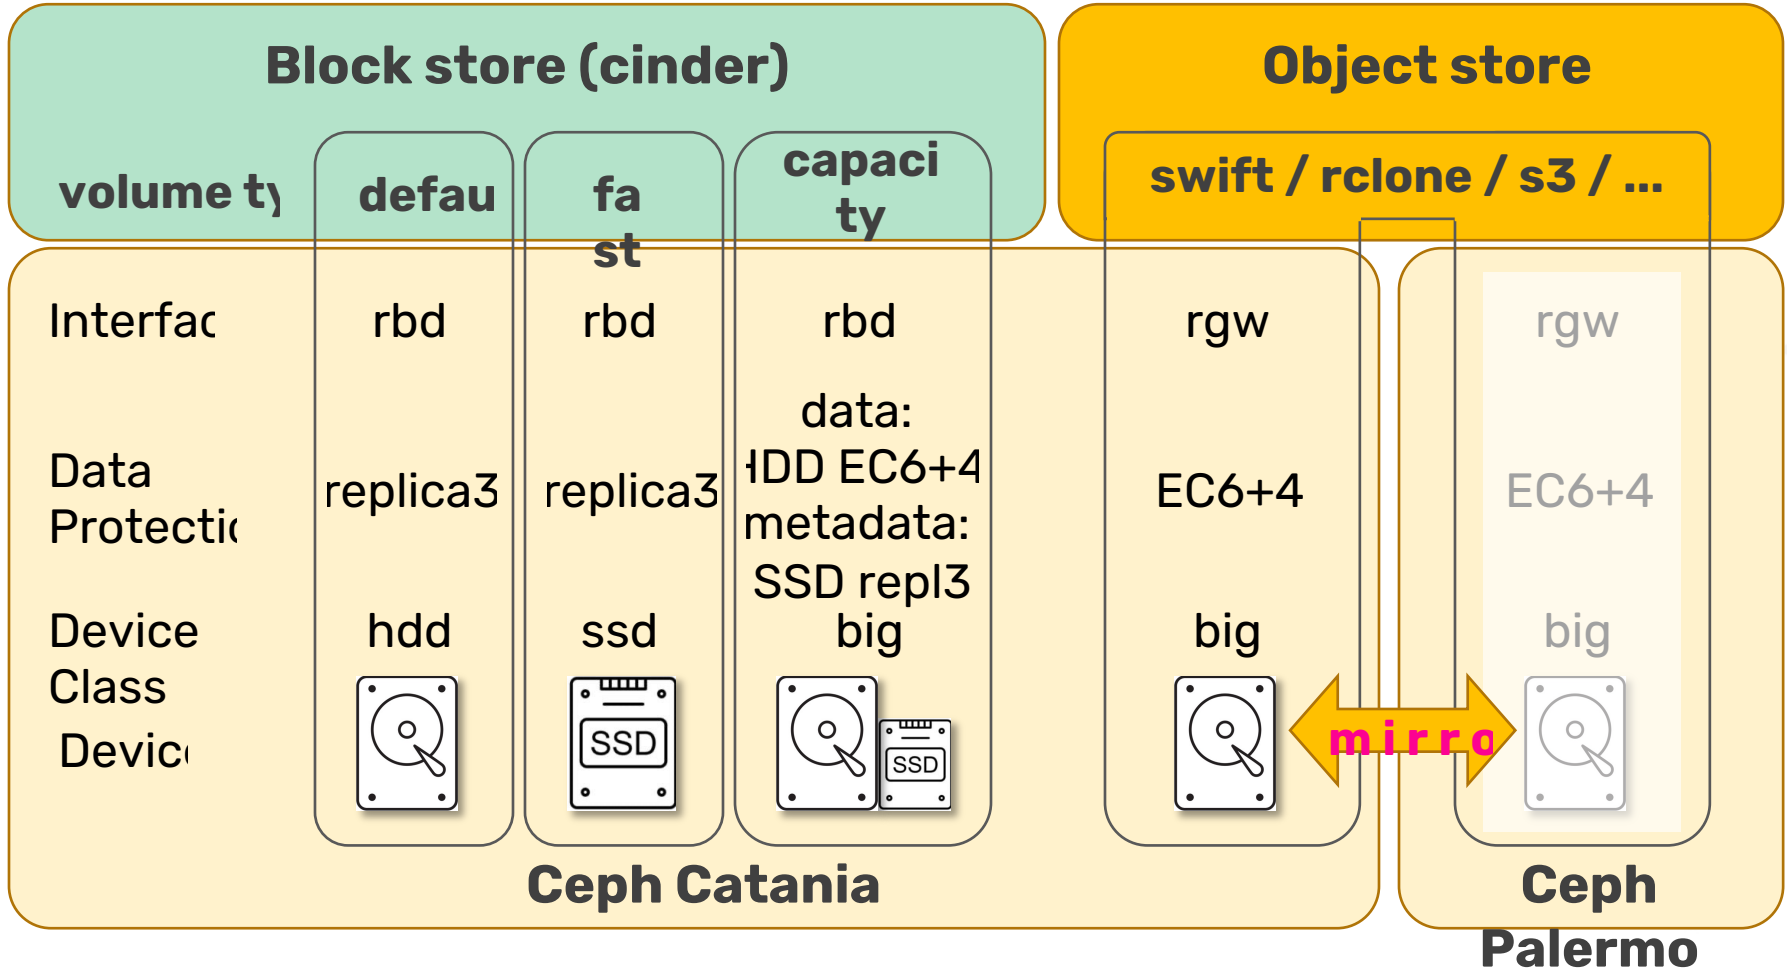 Block store (cinder)
Object store
volume ty
defau
fa
st
capaci
ty
swift / rclone / s3 / ...
Interfac
rbd
rbd
rbd
rgw
rgw
Data
Protectic
replica3
replica3
data:
HDD EC6+4
metadata:
SSD repl3
EC6+4
EC6+4
Device
Class
hdd
ssd
big
big
big
Devic
SSD
SSD
mirro
Ceph Catania
Ceph
Palermo